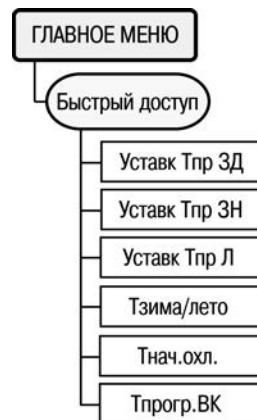 ГЛАВНОЕ МЕНЮ
Быстрый доступ
Уставк Тпр ЗД
Уставк Тпр ЗН
Уставк Тпр Л
Тзима/лето
Тнач.охл.
Тпрогр.ВК